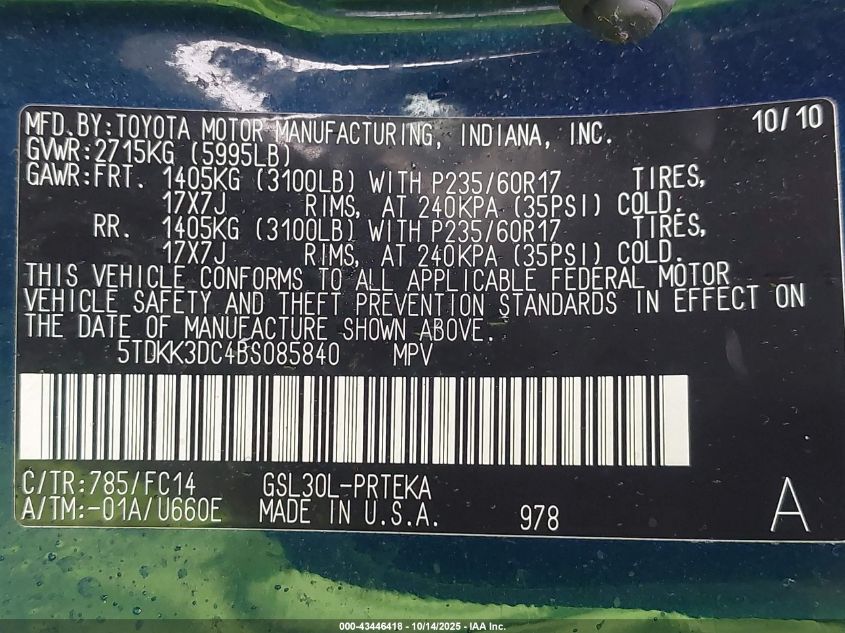 MFD.BY:TOYOTA MOTOR MANUFACTURING, INDIANA, INC. 10/10
GVWR:2715KG (5995LB)
GAWR:FRT. 1405KG (3100LB) WITH P235/60R17 TIRES,
17X7J RIMS, AT 240KPA (35PSI) COLD.
RR. 1405KG (3100LB) WITH P235/60R17 TIRES,
17X7J RIMS, AT 240KPA (35PSI) COLD.
THIS VEHICLE CONFORMS TO ALL APPLICABLE FEDERAL MOTOR
VEHICLE SAFETY AND THEFT PREVENTION STANDARDS IN EFFECT ON
THE DATE OF MANUFACTURE SHOWN ABOVE.
5TDKK3DC4BS085840 MPV
C/TR:785/FC14 GSL30L-PRTEKA
A/TM:-01A/U660E MADE IN U.S.A. 978 A
000-43446418 - 10/14/2025 - IAA Inc.